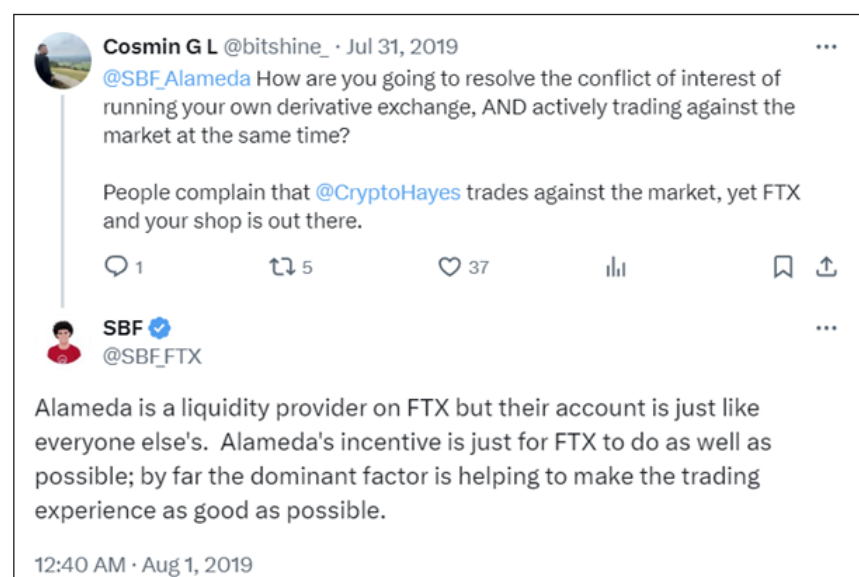 Cosmin G L @bitshine_ · Jul 31, 2019
@SBF_Alameda How are you going to resolve the conflict of interest of
running your own derivative exchange, AND actively trading against the
market at the same time?
People complain that @CryptoHayes trades against the market, yet FTX
and your shop is out there.
1 5 37
SBF
@SBF_FTX
Alameda is a liquidity provider on FTX but their account is just like
everyone else's. Alameda's incentive is just for FTX to do as well as
possible; by far the dominant factor is helping to make the trading
experience as good as possible.
12:40 AM · Aug 1, 2019